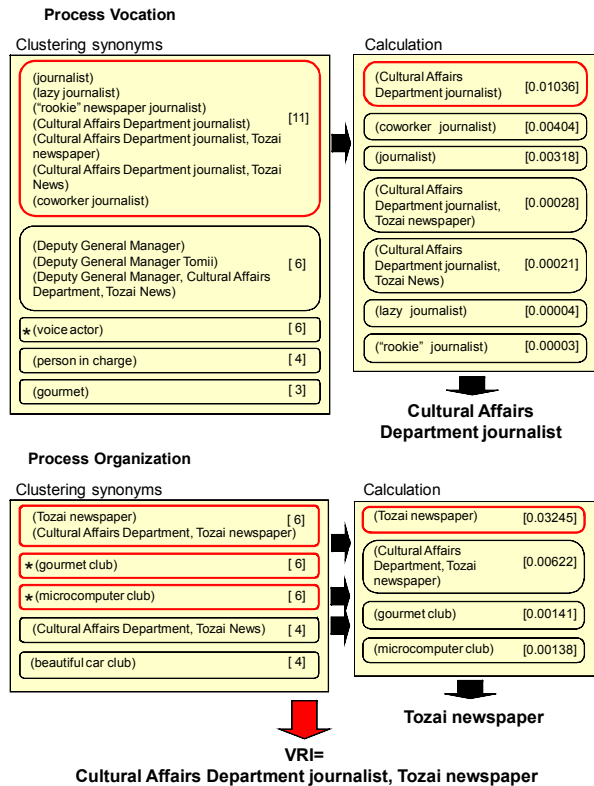 Process Vocation
Clustering synonyms
(journalist)
(lazy journalist)
(“rookie” newspaper journalist)
(Cultural Affairs Department journalist)
(Cultural Affairs Department journalist, Tozai
newspaper)
(Cultural Affairs Department journalist, Tozai
News)
(coworker journalist)
[11]
(Deputy General Manager)
(Deputy General Manager Tomii)
(Deputy General Manager, Cultural Affairs
Department, Tozai News)
[ 6]
*(voice actor) [ 6]
(person in charge) [ 4]
(gourmet) [ 3]
Calculation
(Cultural Affairs
Department journalist) [0.01036]
(coworker journalist) [0.00404]
(journalist) [0.00318]
(Cultural Affairs
Department journalist,
Tozai newspaper)
[0.00028]
(Cultural Affairs
Department journalist,
Tozai News)
[0.00021]
(lazy journalist) [0.00004]
(“rookie” journalist) [0.00003]
Cultural Affairs
Department journalist
Process Organization
Clustering synonyms
(Tozai newspaper) [ 6]
(Cultural Affairs Department, Tozai newspaper)
*(gourmet club) [ 6]
*(microcomputer club) [ 6]
(Cultural Affairs Department, Tozai News) [ 4]
(beautiful car club) [ 4]
Calculation
(Tozai newspaper) [0.03245]
(Cultural Affairs
Department, Tozai
newspaper)
[0.00622]
(gourmet club) [0.00141]
(microcomputer club) [0.00138]
Tozai newspaper
VRI=
Cultural Affairs Department journalist, Tozai newspaper